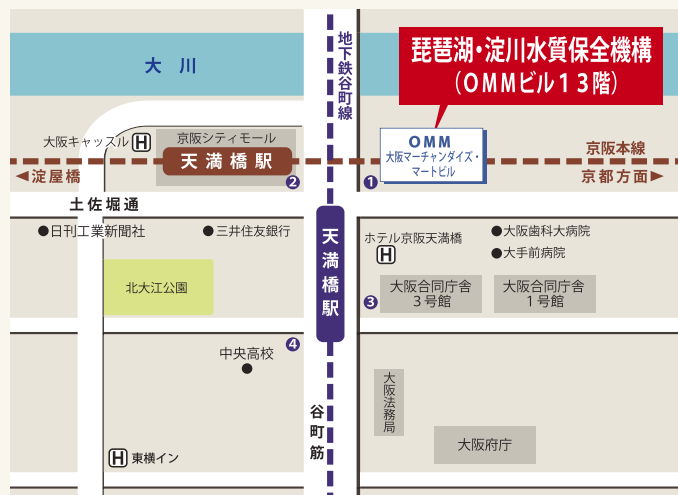 琵琶湖・淀川水質保全機構
（ＯＭＭビル１３階）
地下鉄谷町線
大 川
大阪キャッスル
H
京阪シティモール
天満橋駅
OMM
大阪マーチャンダイズ・
マートビル
京阪本線
◀淀屋橋
❷
❶
京都方面▶
土佐堀通
●日刊工業新聞社
●三井住友銀行
天満橋駅
ホテル京阪天満橋
H
●大阪歯科大病院
●大手前病院
北大江公園
大阪合同庁舎
３号館
大阪合同庁舎
１号館
❸
❹
中央高校
大阪法務局
谷町筋
大阪府庁
H
東横イン